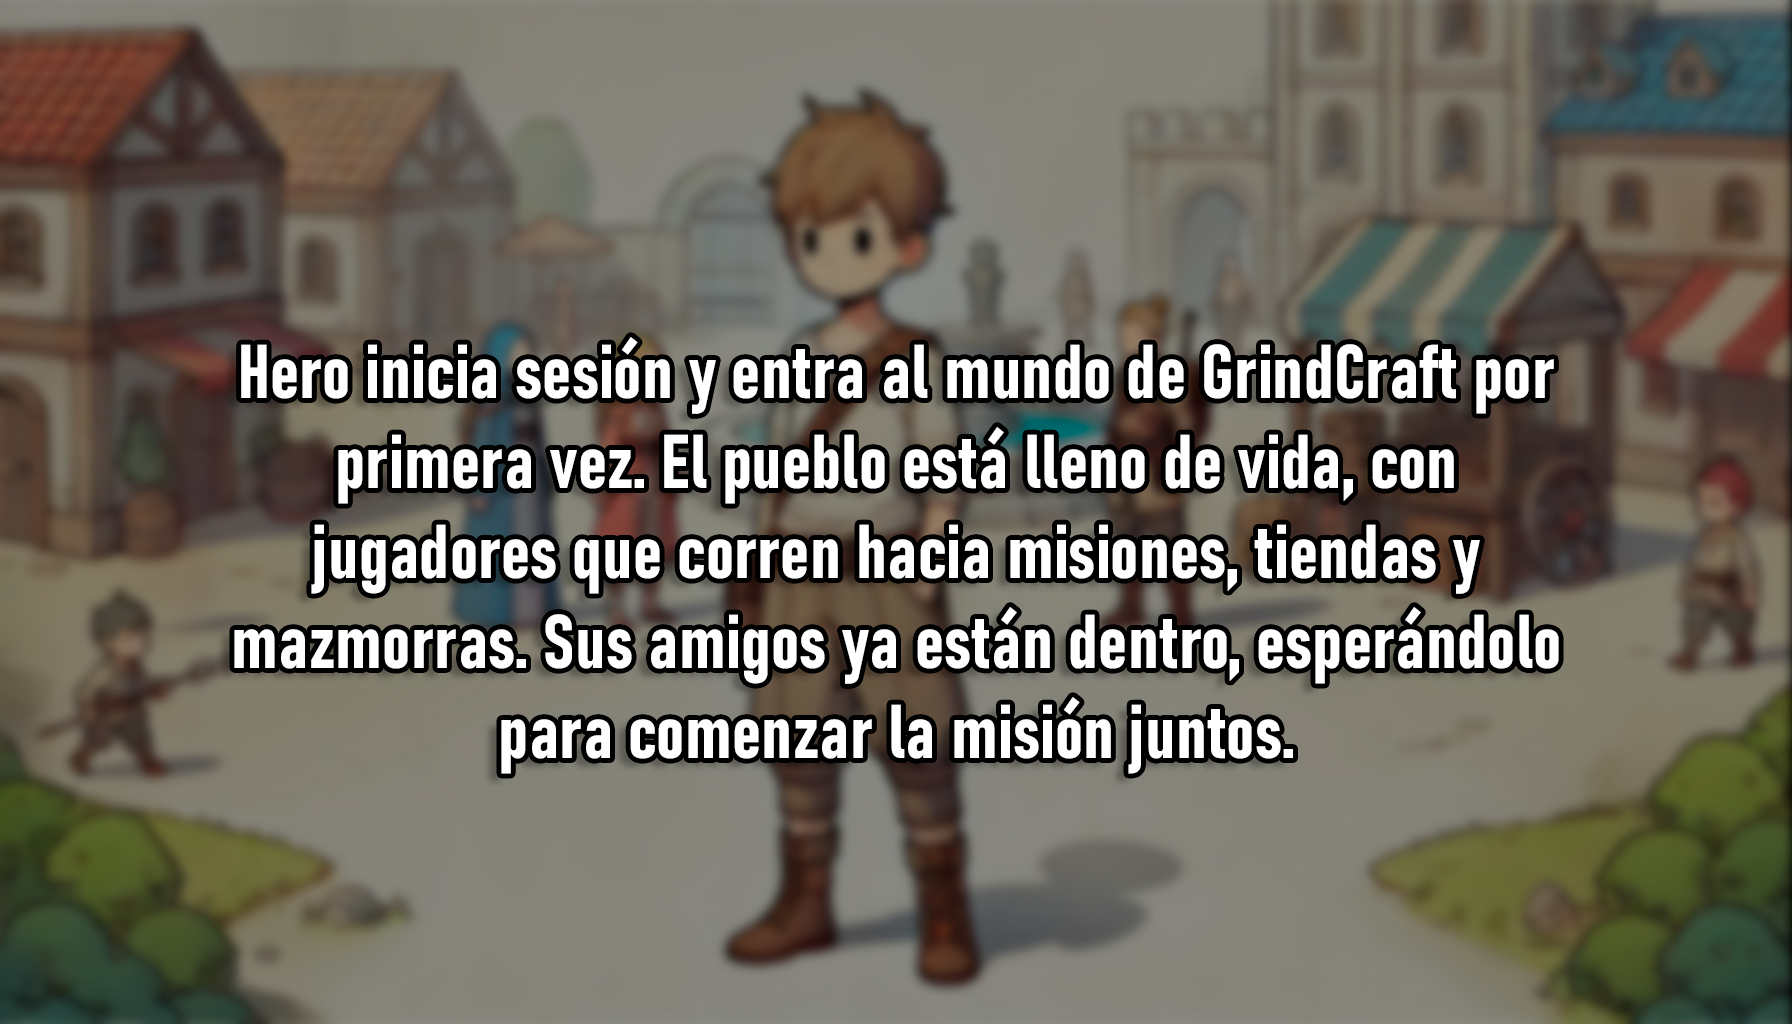 Hero inicia sesión y entra al mundo de GrindCraft por
primera vez. El pueblo está lleno de vida, con
jugadores que corren hacia misiones, tiendas y
mazmorras. Sus amigos ya están dentro, esperándolo
para comenzar la misión juntos.